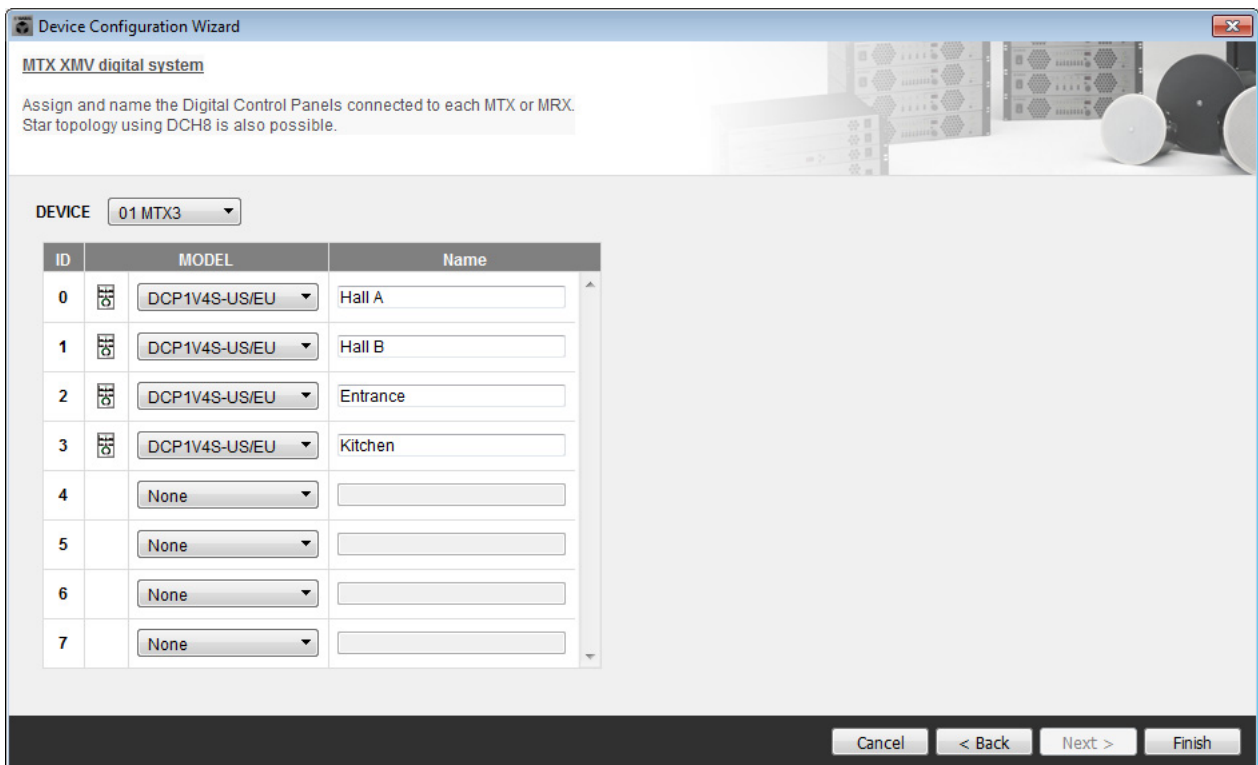 Device Configuration Wizard
MTX XMV digital system
Assign and name the Digital Control Panels connected to each MTX or MRX.
Star topology using DCH8 is also possible.
DEVICE 01 MTX3
ID MODEL Name
0 DCP1V4S-US/EU Hall A
1 DCP1V4S-US/EU Hall B
2 DCP1V4S-US/EU Entrance
3 DCP1V4S-US/EU Kitchen
4 None
5 None
6 None
7 None
Cancel < Back Next > Finish